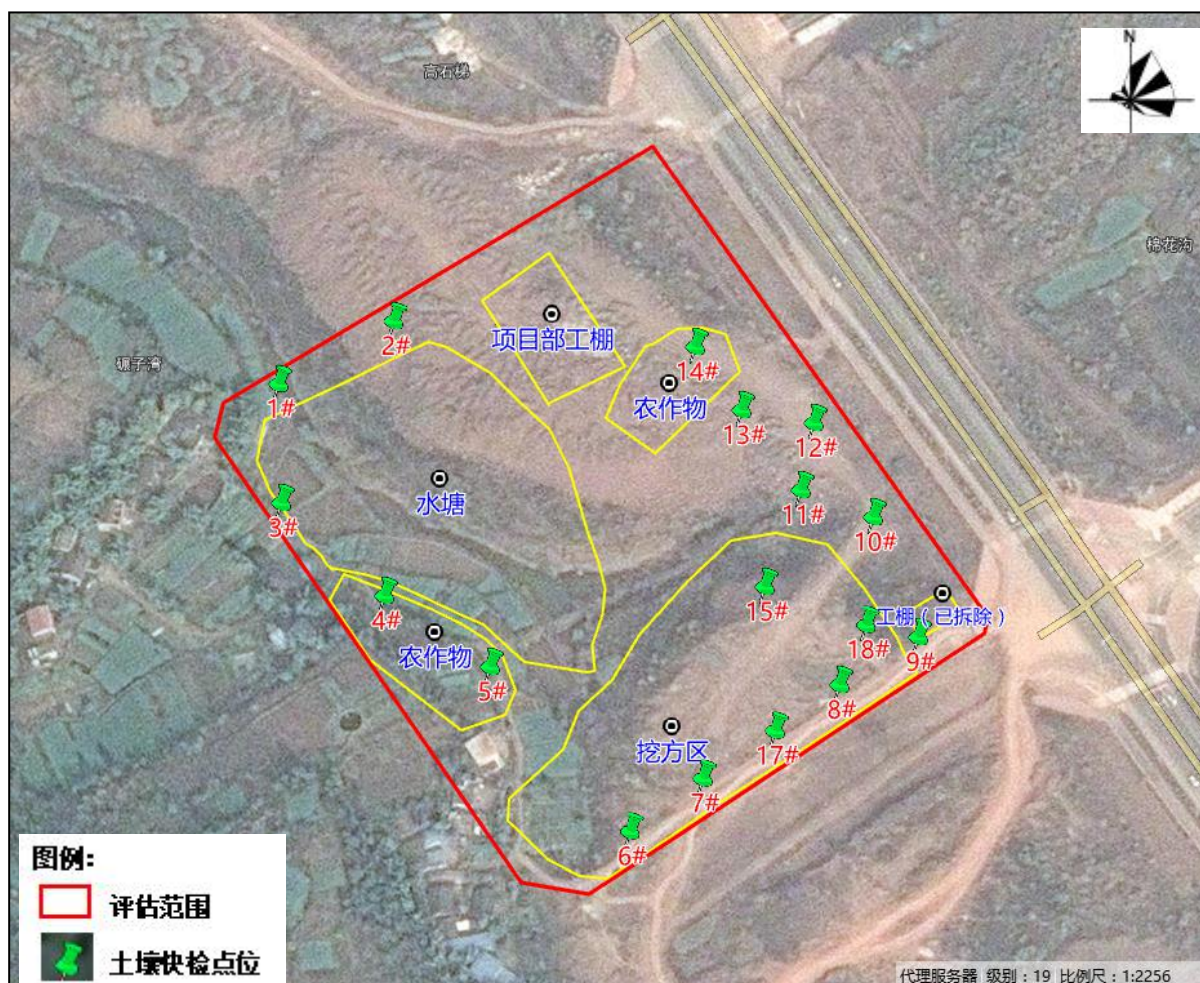 N
高石梯
棉花沟
碾子湾
项目部工棚
2#
14#
1#
农作物
13#
12#
水塘
11#
3#
10#
15#
4#
工棚(已拆除)
农作物
18#
9#
5#
8#
挖方区
17#
7#
6#
图例:
评估范围
土壤快检点位
代理服务器 级别:19 比例尺:1:2256